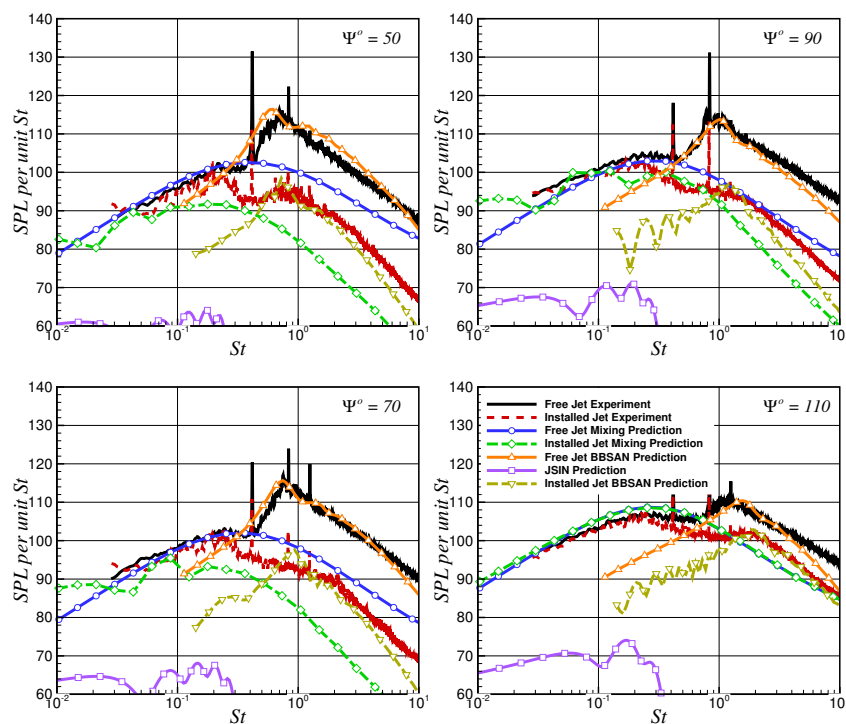 140
130
120
110
100
90
80
70
60
SPL per unit St
Ψ° = 50
10⁻² 10⁻¹ 10⁰ 10¹
St
140
130
120
110
100
90
80
70
60
SPL per unit St
Ψ° = 90
10⁻² 10⁻¹ 10⁰ 10¹
St
140
130
120
110
100
90
80
70
60
SPL per unit St
Ψ° = 70
10⁻² 10⁻¹ 10⁰ 10¹
St
140
130
120
110
100
90
80
70
60
SPL per unit St
Ψ° = 110
Free Jet Experiment
Installed Jet Experiment
Free Jet Mixing Prediction
Installed Jet Mixing Prediction
Free Jet BBSAN Prediction
JSIN Prediction
Installed Jet BBSAN Prediction
10⁻² 10⁻¹ 10⁰ 10¹
St